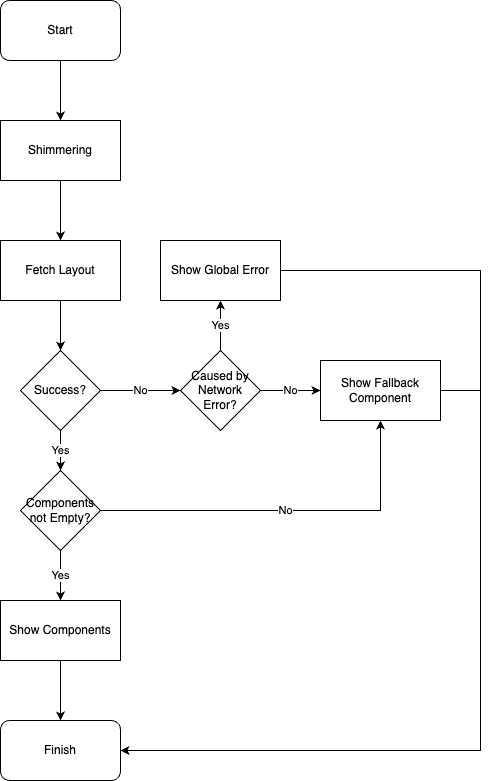 Start
Shimmering
Fetch Layout
Show Global Error
Yes
Success?
No
Caused by
Network
Error?
No
Show Fallback
Component
Yes
Components
not Empty?
No
Yes
Show Components
Finish